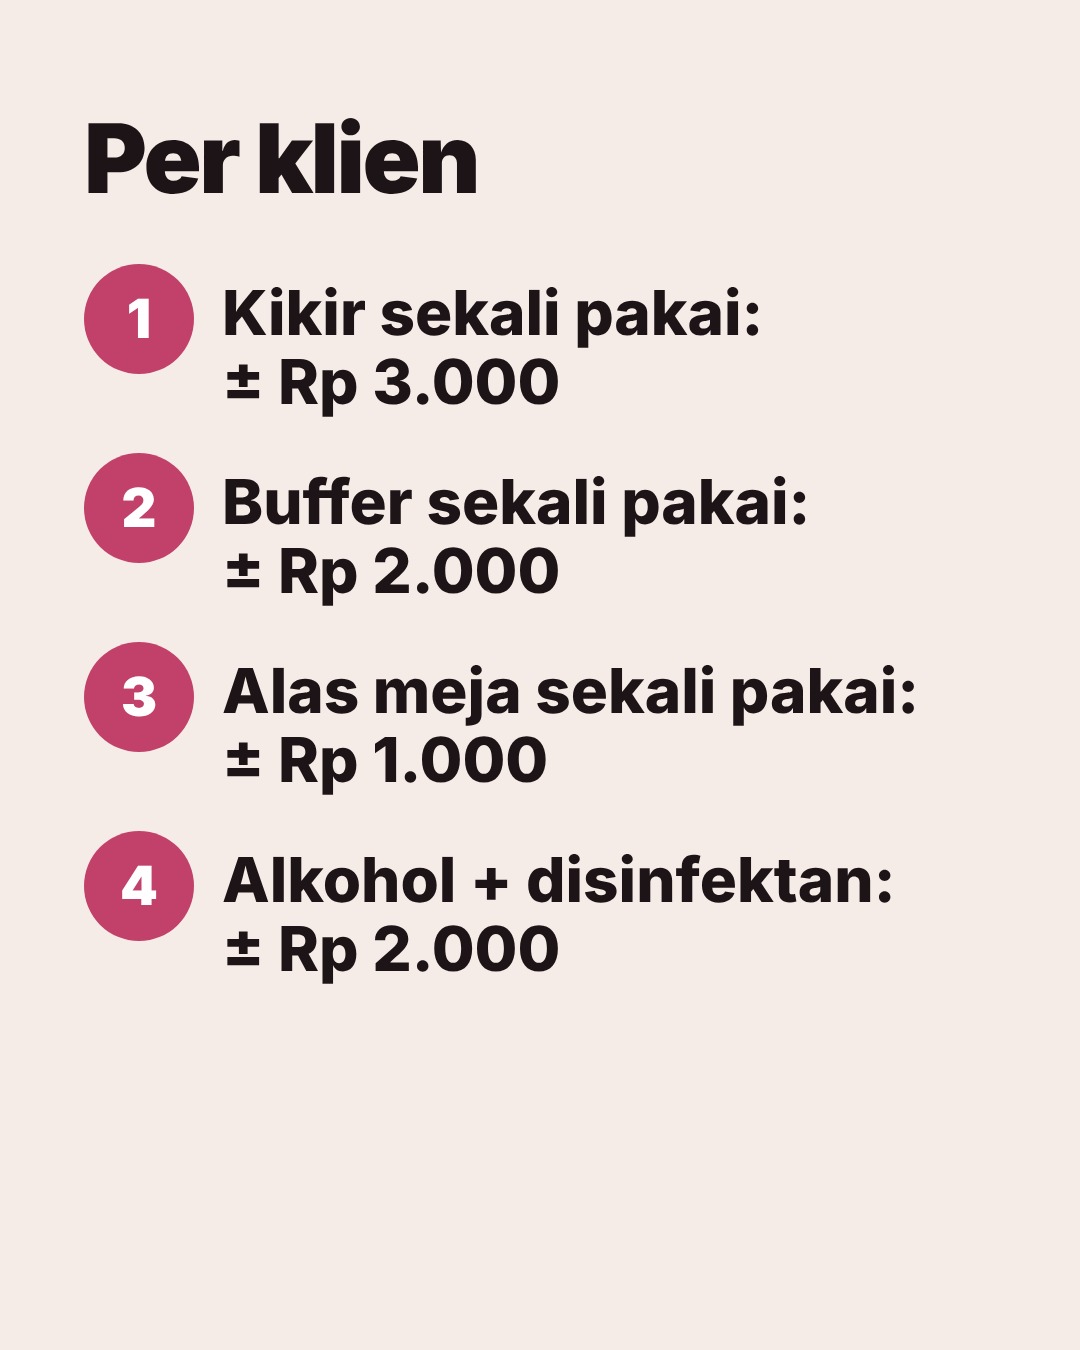 Per klien
1 Kikir sekali pakai:
± Rp 3.000
2 Buffer sekali pakai:
± Rp 2.000
3 Alas meja sekali pakai:
± Rp 1.000
4 Alkohol + disinfektan:
± Rp 2.000